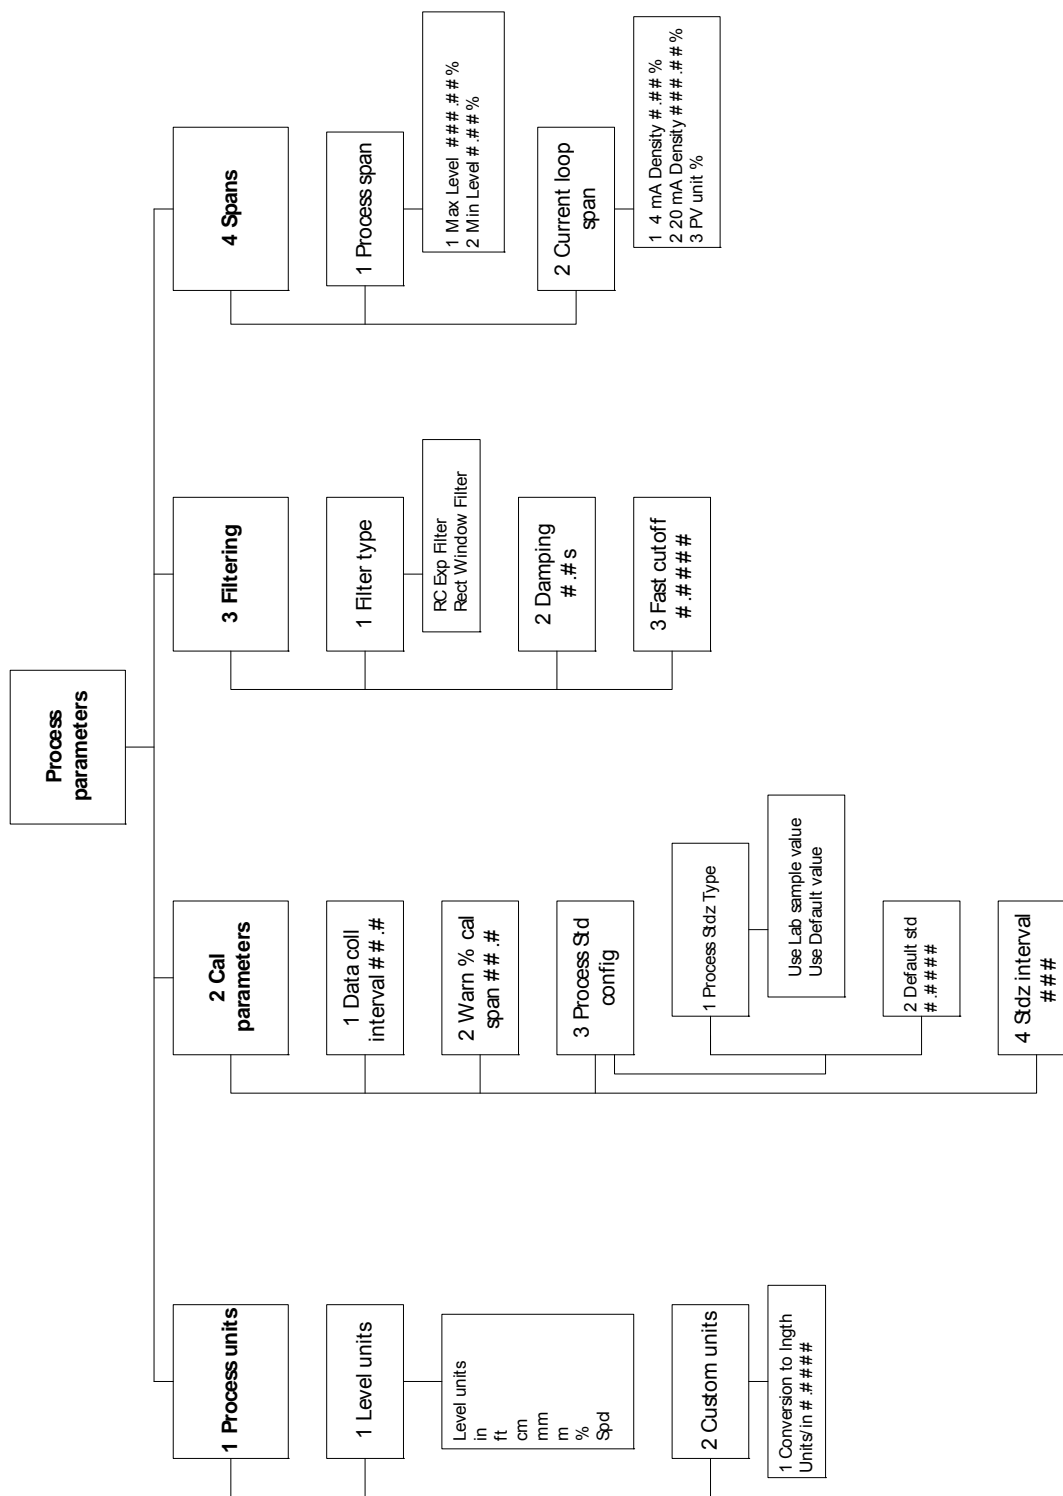 Process
parameters
1 Process units
1 Level units
Level units
in
ft
cm
mm
m
%
Spd
2 Custom units
1 Conversion to lngth
Units/in #.####
2 Cal
parameters
1 Data coll
interval ##.#
2 Warn % cal
span ##.#
3 Process Std
config
1 Process Stdz Type
Use Lab sample value
Use Default value
2 Default std
#.####
4 Stdz interval
###
3 Filtering
1 Filter type
RC Exp Filter
Rect Window Filter
2 Damping
#.# s
3 Fast cutoff
#.####
4 Spans
1 Process span
1 Max Level ###.##%
2 Min Level #.##%
2 Current loop
span
1 4 mA Density #.##%
2 20 mA Density ###.##%
3 PV unit %